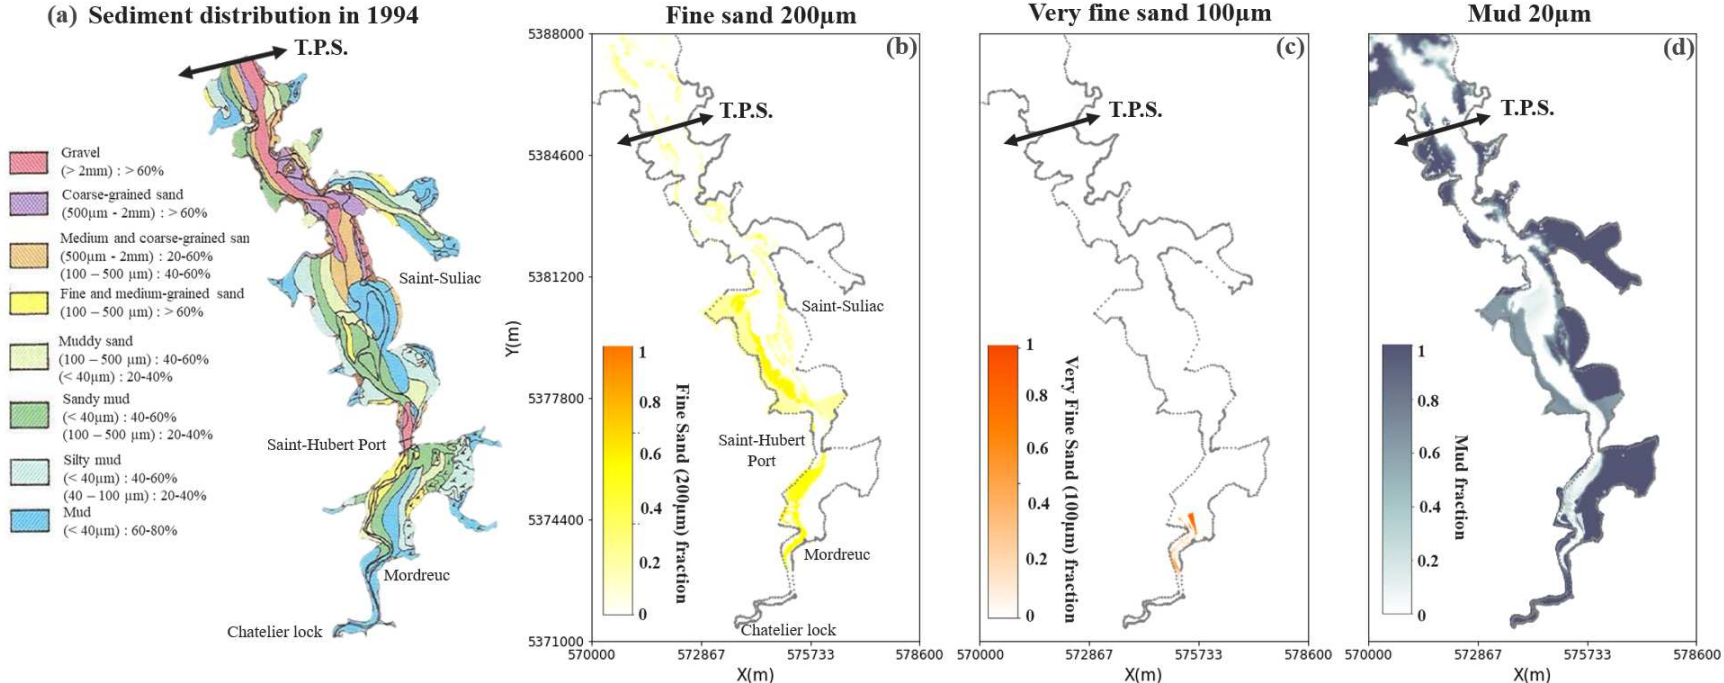 (a) Sediment distribution in 1994
T.P.S.
Gravel
(> 2mm) : > 60%
Coarse-grained sand
(500µm - 2mm) : > 60%
Medium and coarse-grained san
(500µm - 2mm) : 20-60%
(100 – 500 µm) : 40-60%
Fine and medium-grained sand
(100 – 500 µm) : > 60%
Muddy sand
(100 – 500 µm) : 40-60%
(< 40µm) : 20-40%
Sandy mud
(< 40µm) : 40-60%
(100 – 500 µm) : 20-40%
Silty mud
(< 40µm) : 40-60%
(40 – 100 µm) : 20-40%
Mud
(< 40µm) : 60-80%
Saint-Suliac
Saint-Hubert Port
Mordreuc
Chatelier lock
Fine sand 200µm
(b)
T.P.S.
Saint-Suliac
Saint-Hubert
Port
Mordreuc
Chatelier lock
Y(m)
5388000
5384600
5381200
5377800
5374400
5371000
1
0.8
0.6
0.4
0.2
0
Fine Sand (200µm) fraction
570000
572867
575733
578600
X(m)
Very fine sand 100µm
(c)
T.P.S.
1
0.8
0.6
0.4
0.2
0
Very Fine Sand (100µm) fraction
570000
572867
575733
578600
X(m)
Mud 20µm
(d)
T.P.S.
1
0.8
0.6
0.4
0.2
0
Mud fraction
570000
572867
575733
578600
X(m)